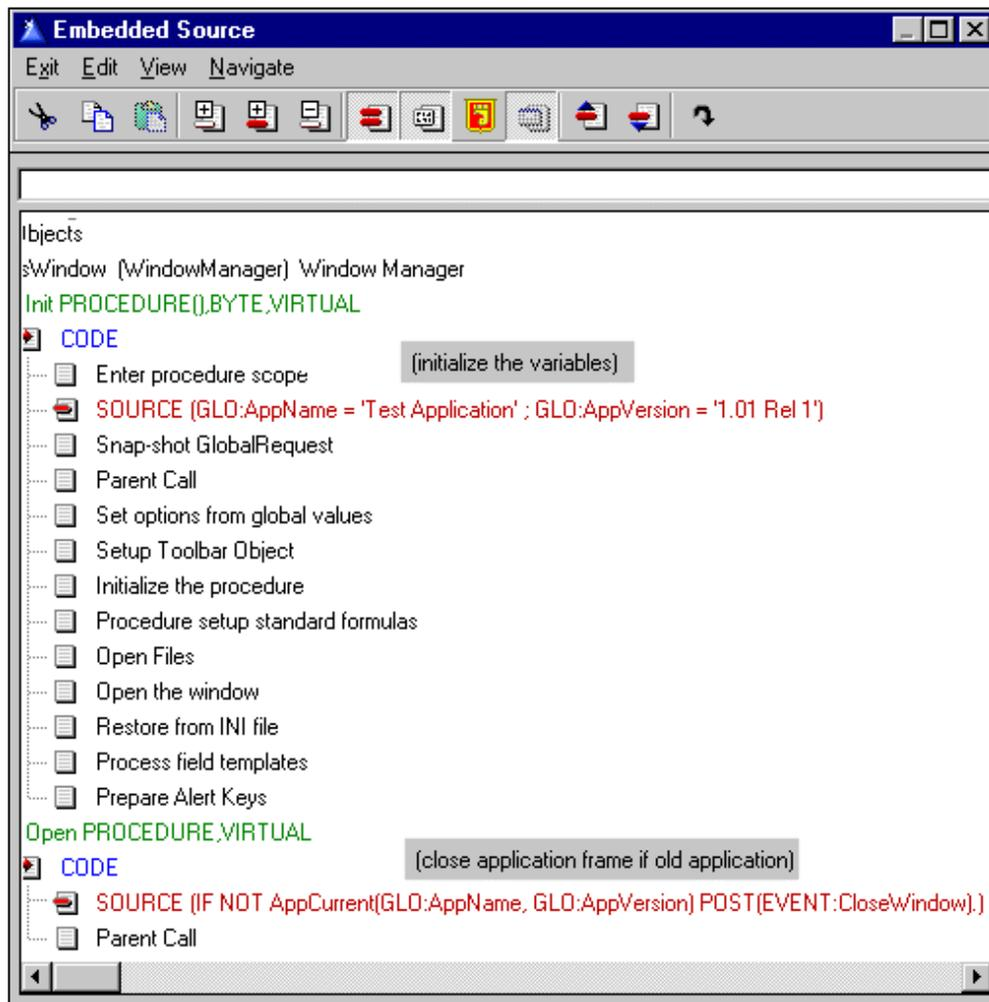 Embedded Source
Exit Edit View Navigate
bjects
sWindow (WindowManager) Window Manager
Init PROCEDURE(),BYTE,VIRTUAL
CODE
(initialize the variables)
Enter procedure scope
SOURCE (GLO:AppName = 'Test Application' ; GLO:AppVersion = '1.01 Rel 1')
Snap-shot GlobalRequest
Parent Call
Set options from global values
Setup Toolbar Object
Initialize the procedure
Procedure setup standard formulas
Open Files
Open the window
Restore from INI file
Process field templates
Prepare Alert Keys
Open PROCEDURE,VIRTUAL
CODE
(close application frame if old application)
SOURCE (IF NOT AppCurrent(GLO:AppName, GLO:AppVersion) POST(EVENT:CloseWindow).)
Parent Call